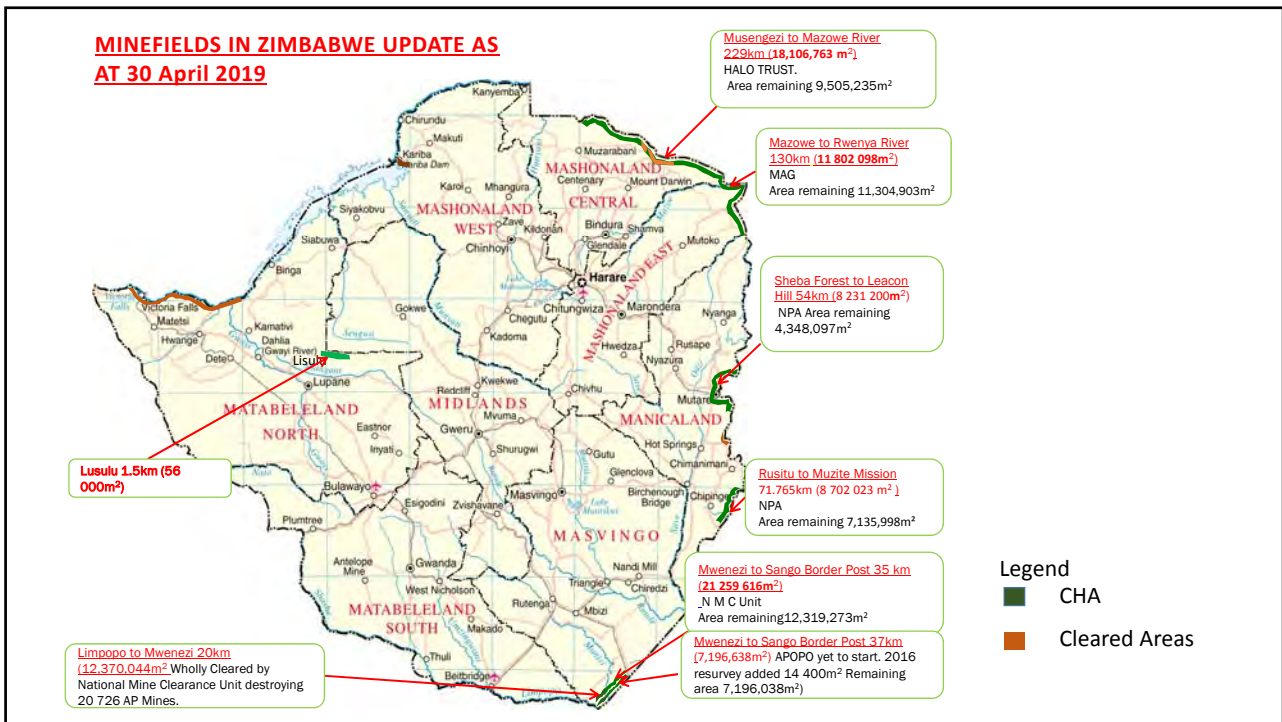 MINEFIELDS IN ZIMBABWE UPDATE AS
AT 30 April 2019
Musengezi to Mazowe River
229km (18,106,763 m²)
HALO TRUST.
Area remaining 9,505,235m²
Mazowe to Rwenya River
130km (11 802 098m²)
MAG
Area remaining 11,304,903m²
Sheba Forest to Leacon
Hill 54km (8 231 200m²)
NPA Area remaining
4,348,097m²
Rusitu to Muzite Mission
71.765km (8 702 023 m² )
NPA
Area remaining 7,135,998m²
Mwenezi to Sango Border Post 35 km
(21 259 616m²)
N M C Unit
Area remaining12,319,273m²
Mwenezi to Sango Border Post 37km
(7,196,638m²) APOPO yet to start. 2016
resurvey added 14 400m² Remaining
area 7,196,038m²)
Limpopo to Mwenezi 20km
(12,370,044m² Wholly Cleared by
National Mine Clearance Unit destroying
20 726 AP Mines.
Lusulu 1.5km (56
000m²)
Legend
CHA
Cleared Areas
Kanyemba
Chirundu
Makuti
Kariba
Kariba Dam
Muzarabani
MASHONALAND
CENTRAL
Centenary
Mount Darwin
Karoi
Mhangura
MASHONALAND
WEST
Zave
Kildonan
Chinhoyi
Bindura
Shamva
Glendale
Mutoko
MASHONALAND EAST
Siyakobvu
Siabuwa
Binga
Harare
Chitungwiza
Marondera
Victoria
Falls
Victoria Falls
Matetsi
Hwange
Kamativi
Dahlia
(Gwayi River)
Dete
Lisulu
Lupane
Gokwe
Chegutu
Kadoma
Nyanga
Hwedza
Rusape
Nyazura
Mutare
MANICALAND
Kwekwe
Redcliff
MIDLANDS
Chivhu
Mvuma
Gweru
Shurugwi
MATABELELAND
NORTH
Eastnor
Inyati
Hot Springs
Chimanimani
Gutu
Glenclova
Birchenough
Bridge
Chipinge
Masvingo
Bulawayo
Esigodini
Zvishavane
Plumtree
MASVINGO
Antelope
Mine
Gwanda
West Nicholson
Nandi Mill
Triangle
Chiredzi
Rutenga
Mbizi
MATABELELAND
SOUTH
Makado
Thuli
Beitbridge
Sengwa
Save
Limpopo